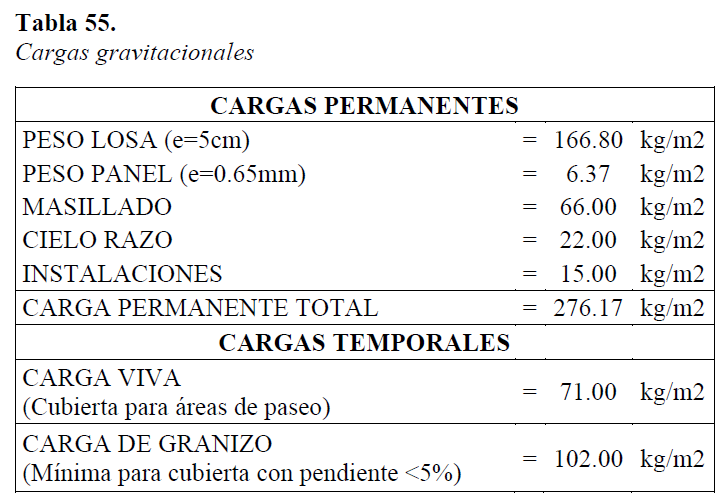 Tabla 55.
Cargas gravitacionales
CARGAS PERMANENTES
PESO LOSA (e=5cm) = 166.80 kg/m2
PESO PANEL (e=0.65mm) = 6.37 kg/m2
MASILLADO = 66.00 kg/m2
CIELO RAZO = 22.00 kg/m2
INSTALACIONES = 15.00 kg/m2
CARGA PERMANENTE TOTAL = 276.17 kg/m2
CARGAS TEMPORALES
CARGA VIVA
(Cubierta para áreas de paseo) = 71.00 kg/m2
CARGA DE GRANIZO
(Mínima para cubierta con pendiente <5%) = 102.00 kg/m2